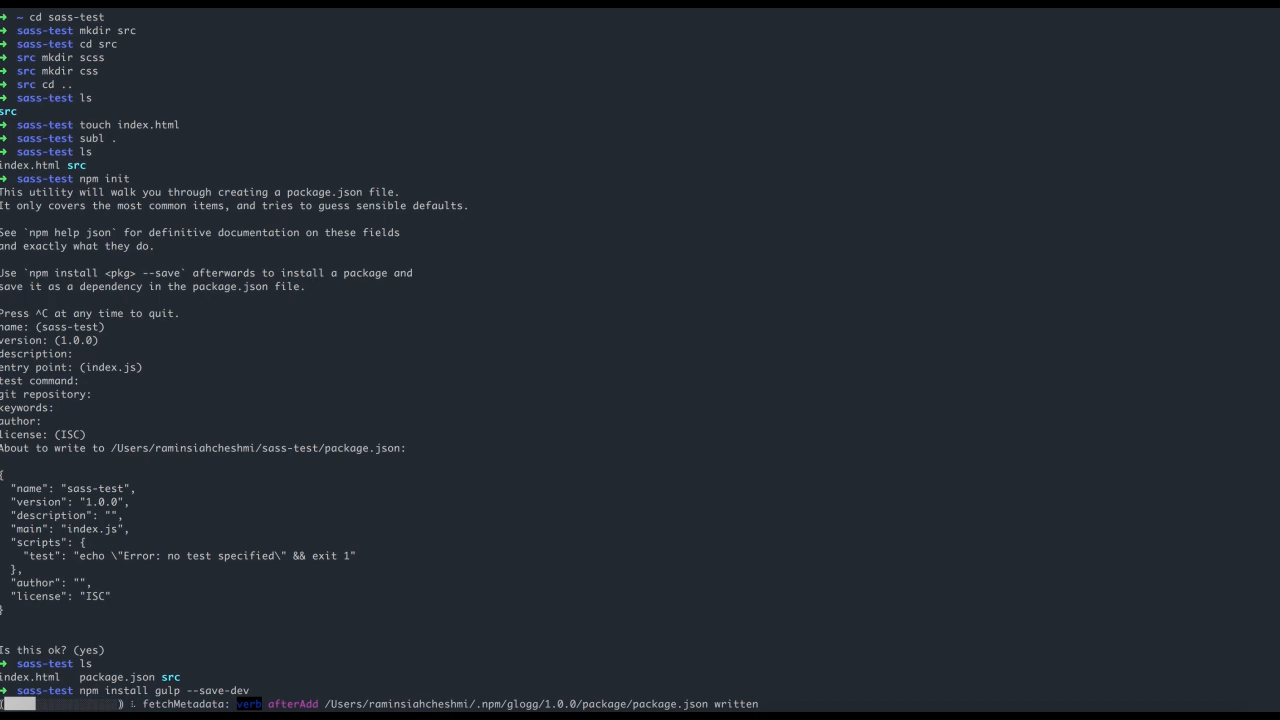 ➜ ~ cd sass-test
➜ sass-test mkdir src
➜ sass-test cd src
➜ src mkdir scss
➜ src mkdir css
➜ src cd ..
➜ sass-test ls
src
➜ sass-test touch index.html
➜ sass-test subl .
➜ sass-test ls
index.html src
➜ sass-test npm init
This utility will walk you through creating a package.json file.
It only covers the most common items, and tries to guess sensible defaults.
See `npm help json` for definitive documentation on these fields
and exactly what they do.
Use `npm install <pkg> --save` afterwards to install a package and
save it as a dependency in the package.json file.
Press ^C at any time to quit.
name: (sass-test)
version: (1.0.0)
description:
entry point: (index.js)
test command:
git repository:
keywords:
author:
license: (ISC)
About to write to /Users/raminsiahcheshmi/sass-test/package.json:
{
"name": "sass-test",
"version": "1.0.0",
"description": "",
"main": "index.js",
"scripts": {
"test": "echo \"Error: no test specified\" && exit 1"
},
"author": "",
"license": "ISC"
}
Is this ok? (yes)
➜ sass-test ls
index.html package.json src
➜ sass-test npm install gulp --save-dev
fetchMetadata: verb afterAdd /Users/raminsiahcheshmi/.npm/glogg/1.0.0/package/package.json written